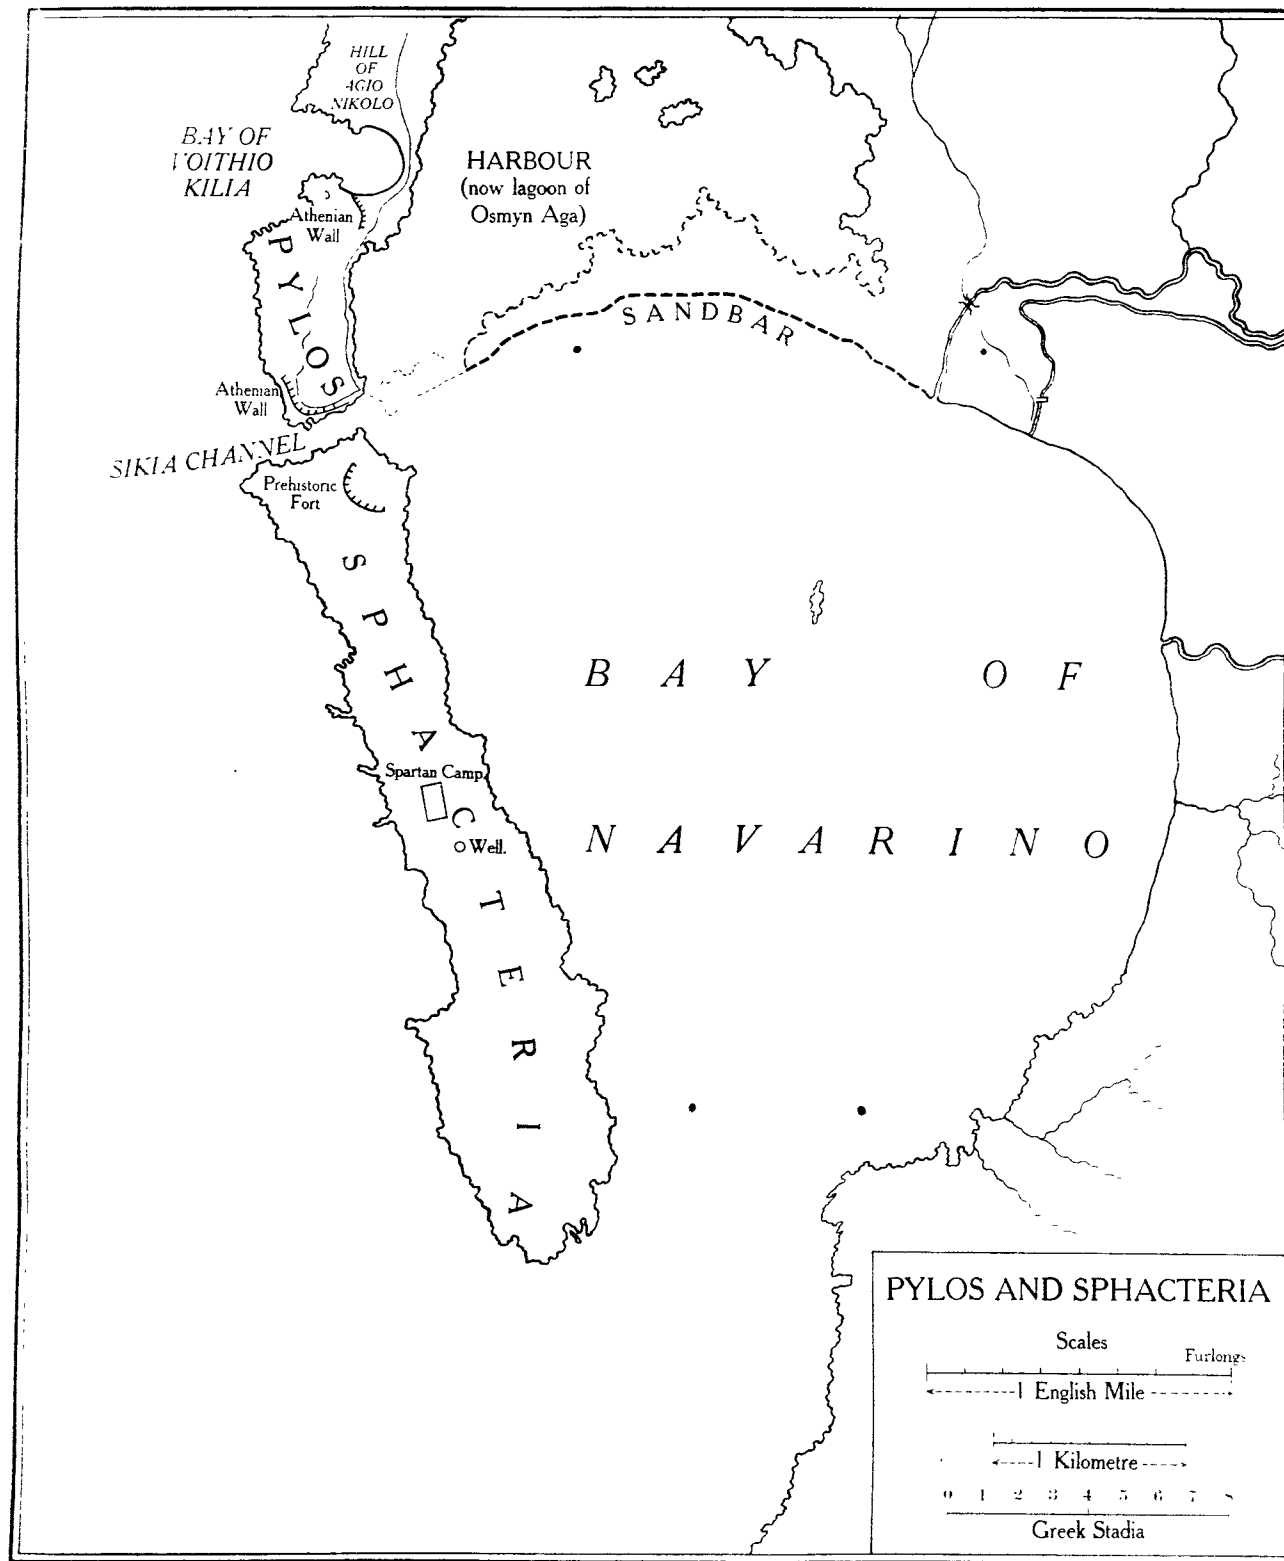 HILL
OF
AGIO
NIKOLO
BAY OF
VOITHIO
KILIA
HARBOUR
(now lagoon of
Osmyn Aga)
Athenian
Wall
PYLOS
SANDBAR
Athenian
Wall
SIKIA CHANNEL
Prehistoric
Fort
SPHACTERIA
BAY OF
NAVARINO
Spartan Camp.
Well.
PYLOS AND SPHACTERIA
Scales
Furlongs
1 English Mile
1 Kilometre
0 1 2 3 4 5 6 7 8
Greek Stadia